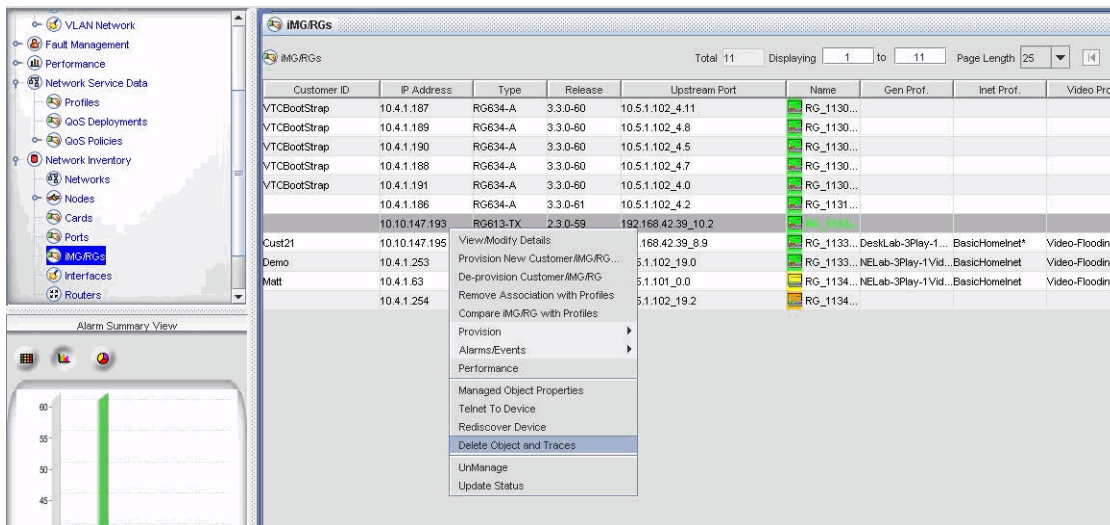 VLAN Network
Fault Management
Performance
Network Service Data
Profiles
QoS Deployments
QoS Policies
Network Inventory
Networks
Nodes
Cards
Ports
iMG/RGs
Interfaces
Routers
Alarm Summary View
60
55
50
45
iMG/RGs
iMG/RGs Total 11 Displaying 1 to 11 Page Length 25
Customer ID IP Address Type Release Upstream Port Name Gen Prof. Inet Prof. Video Pro
VTCBootStrap 10.4.1.187 RG634-A 3.3.0-60 10.5.1.102_4.11 RG_1130...
VTCBootStrap 10.4.1.189 RG634-A 3.3.0-60 10.5.1.102_4.8 RG_1130...
VTCBootStrap 10.4.1.190 RG634-A 3.3.0-60 10.5.1.102_4.5 RG_1130...
VTCBootStrap 10.4.1.188 RG634-A 3.3.0-60 10.5.1.102_4.7 RG_1130...
VTCBootStrap 10.4.1.191 RG634-A 3.3.0-60 10.5.1.102_4.0 RG_1130...
10.4.1.186 RG634-A 3.3.0-61 10.5.1.102_4.2 RG_1131...
10.10.147.193 RG613-TX 2.3.0-59 192.168.42.39_10.2
Cust21 10.10.147.195 .168.42.39_8.9 RG_1133... DeskLab-3Play-1... BasicHomeInet* Video-Floodin
Demo 10.4.1.253 5.1.102_19.0 RG_1133... NELab-3Play-1Vid... BasicHomeInet Video-Floodin
Matt 10.4.1.63 5.1.101_0.0 RG_1134... NELab-3Play-1Vid... BasicHomeInet Video-Floodin
10.4.1.254 5.1.102_19.2 RG_1134...
View/Modify Details
Provision New Customer/iMG/RG...
De-provision Customer/iMG/RG
Remove Association with Profiles
Compare iMG/RG with Profiles
Provision
Alarms/Events
Performance
Managed Object Properties
Telnet To Device
Rediscover Device
Delete Object and Traces
UnManage
Update Status